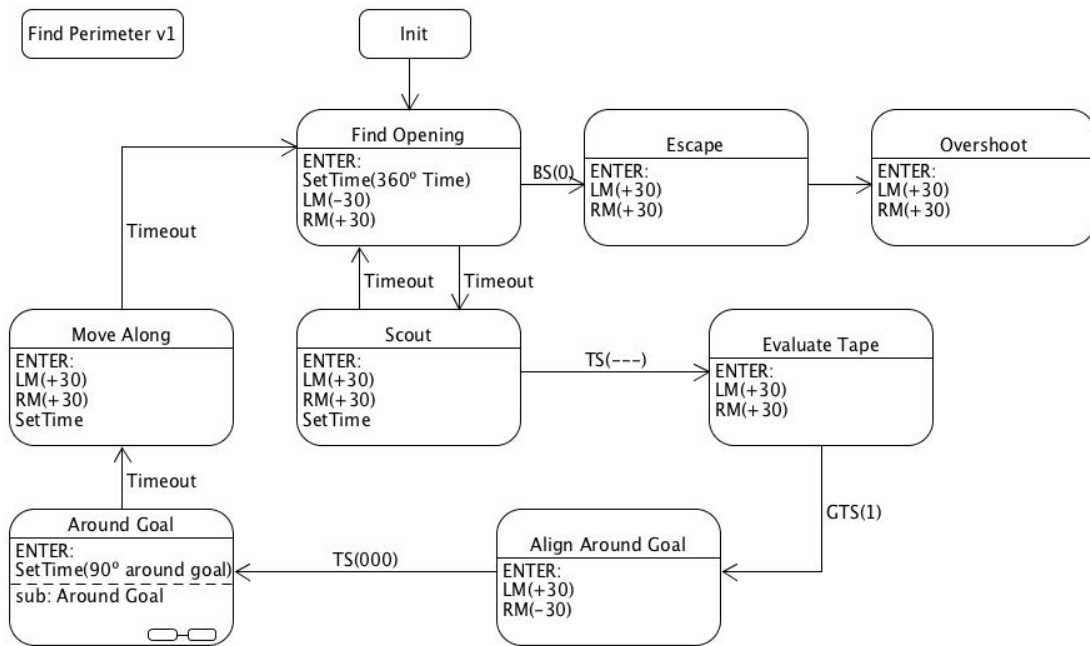 Find Perimeter v1
Init
Find Opening
ENTER:
SetTime(360º Time)
LM(-30)
RM(+30)
BS(0)
Escape
ENTER:
LM(+30)
RM(+30)
Overshoot
ENTER:
LM(+30)
RM(+30)
Timeout
Timeout
Timeout
Move Along
ENTER:
LM(+30)
RM(+30)
SetTime
Scout
ENTER:
LM(+30)
RM(+30)
SetTime
TS(---)
Evaluate Tape
ENTER:
LM(+30)
RM(+30)
Timeout
GTS(1)
Around Goal
ENTER:
SetTime(90º around goal)
sub: Around Goal
TS(000)
Align Around Goal
ENTER:
LM(+30)
RM(-30)